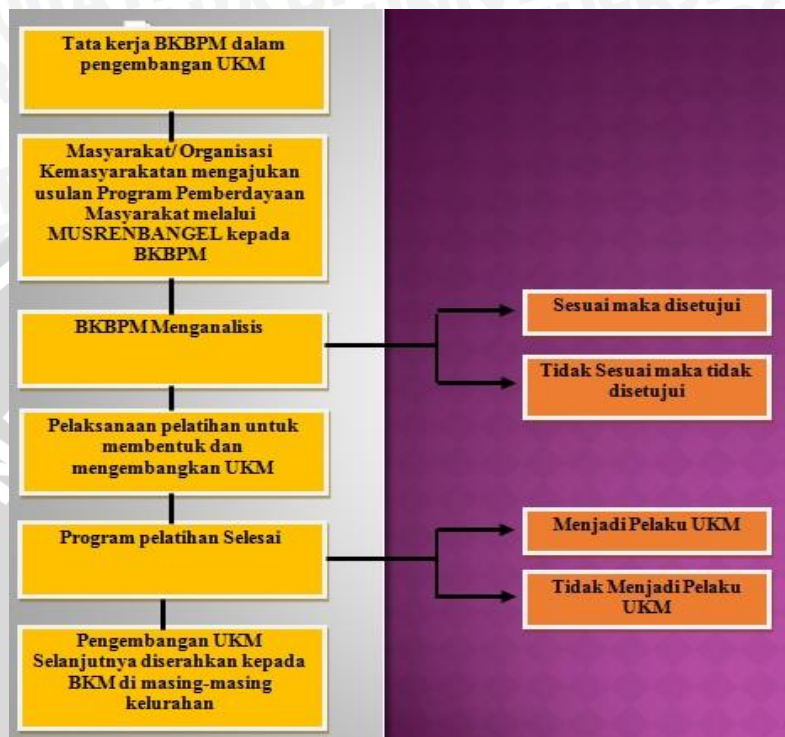 Tata kerja BKBPM dalam
pengembangan UKM
Masyarakat/ Organisasi
Kemasyarakatan mengajukan
usulan Program Pemberdayaan
Masyarakat melalui
MUSRENBANGEL kepada
BKBPM
BKBPM Menganalisis
Sesuai maka disetujui
Tidak Sesuai maka tidak
disetujui
Pelaksanaan pelatihan untuk
membentuk dan
mengembangkan UKM
Program pelatihan Selesai
Menjadi Pelaku UKM
Tidak Menjadi Pelaku
UKM
Pengembangan UKM
Selanjutnya diserahkan kepada
BKM di masing-masing
kelurahan